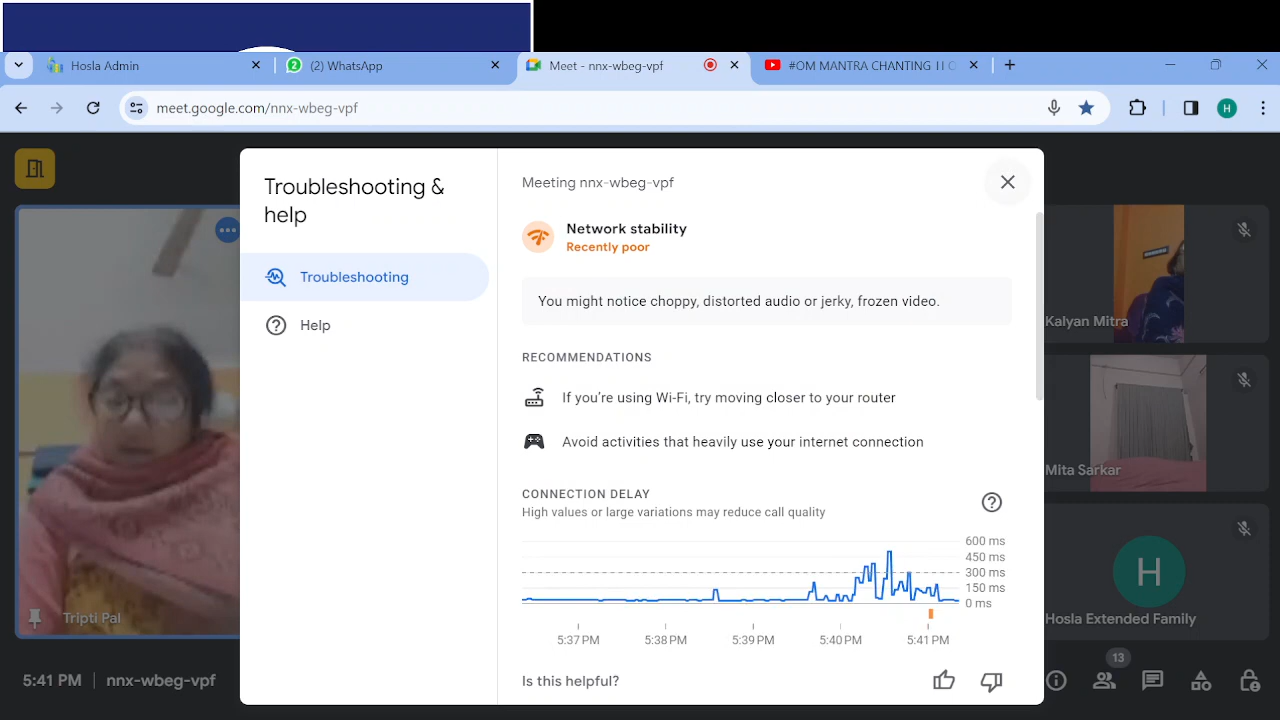 Hosla Admin
(2) WhatsApp
Meet - nnx-wbeg-vpf
#OM MANTRA CHANTING II
meet.google.com/nnx-wbeg-vpf
H
Troubleshooting &
help
Troubleshooting
Help
Meeting nnx-wbeg-vpf
Network stability
Recently poor
You might notice choppy, distorted audio or jerky, frozen video.
RECOMMENDATIONS
If you're using Wi-Fi, try moving closer to your router
Avoid activities that heavily use your internet connection
CONNECTION DELAY
High values or large variations may reduce call quality
600 ms
450 ms
300 ms
150 ms
0 ms
5:37 PM
5:38 PM
5:39 PM
5:40 PM
5:41 PM
Is this helpful?
Tripti Pal
5:41 PM | nnx-wbeg-vpf
Kalyan Mitra
Mita Sarkar
H
Hosla Extended Family
13